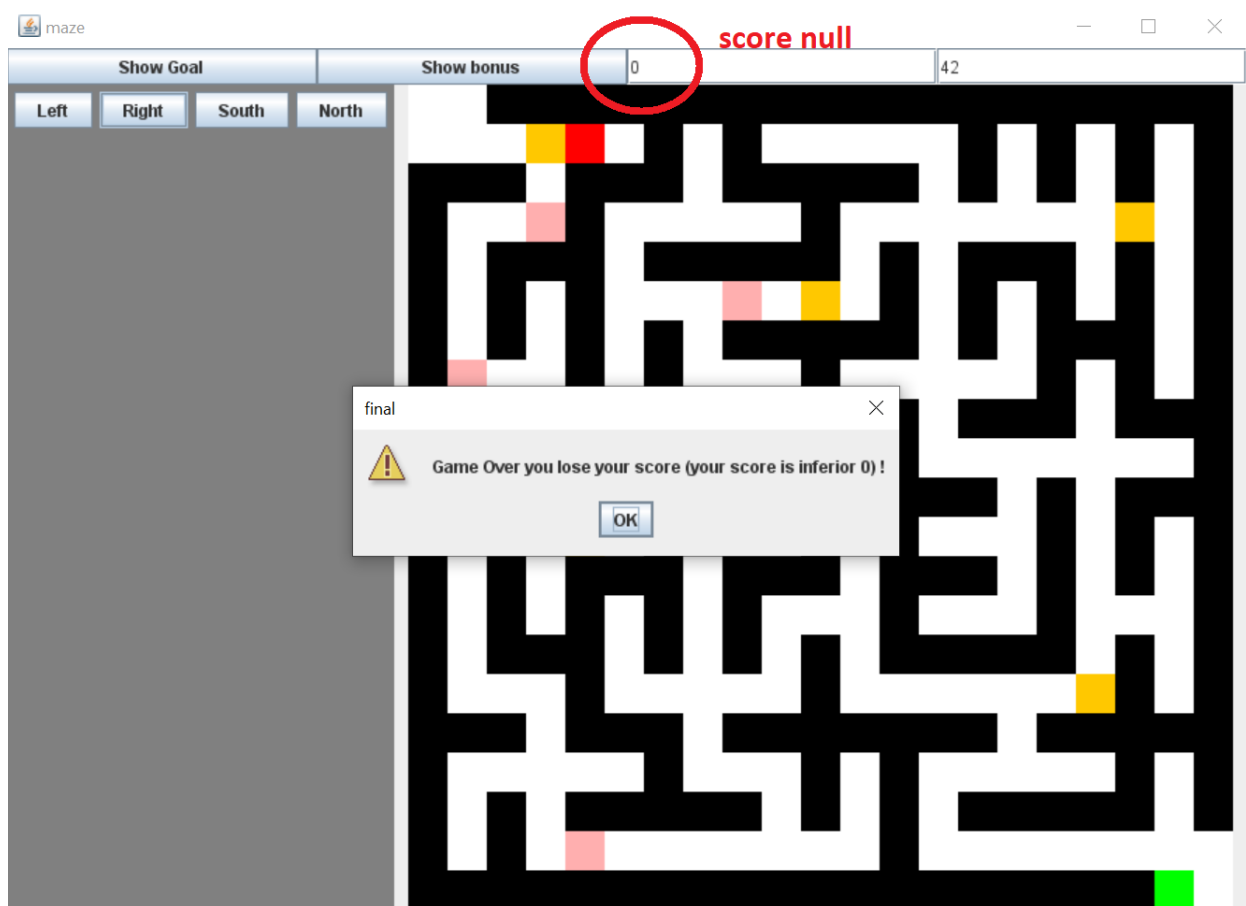 maze
score null
Show Goal Show bonus 0 42
Left Right South North
final
Game Over you lose your score (your score is inferior 0) !
OK